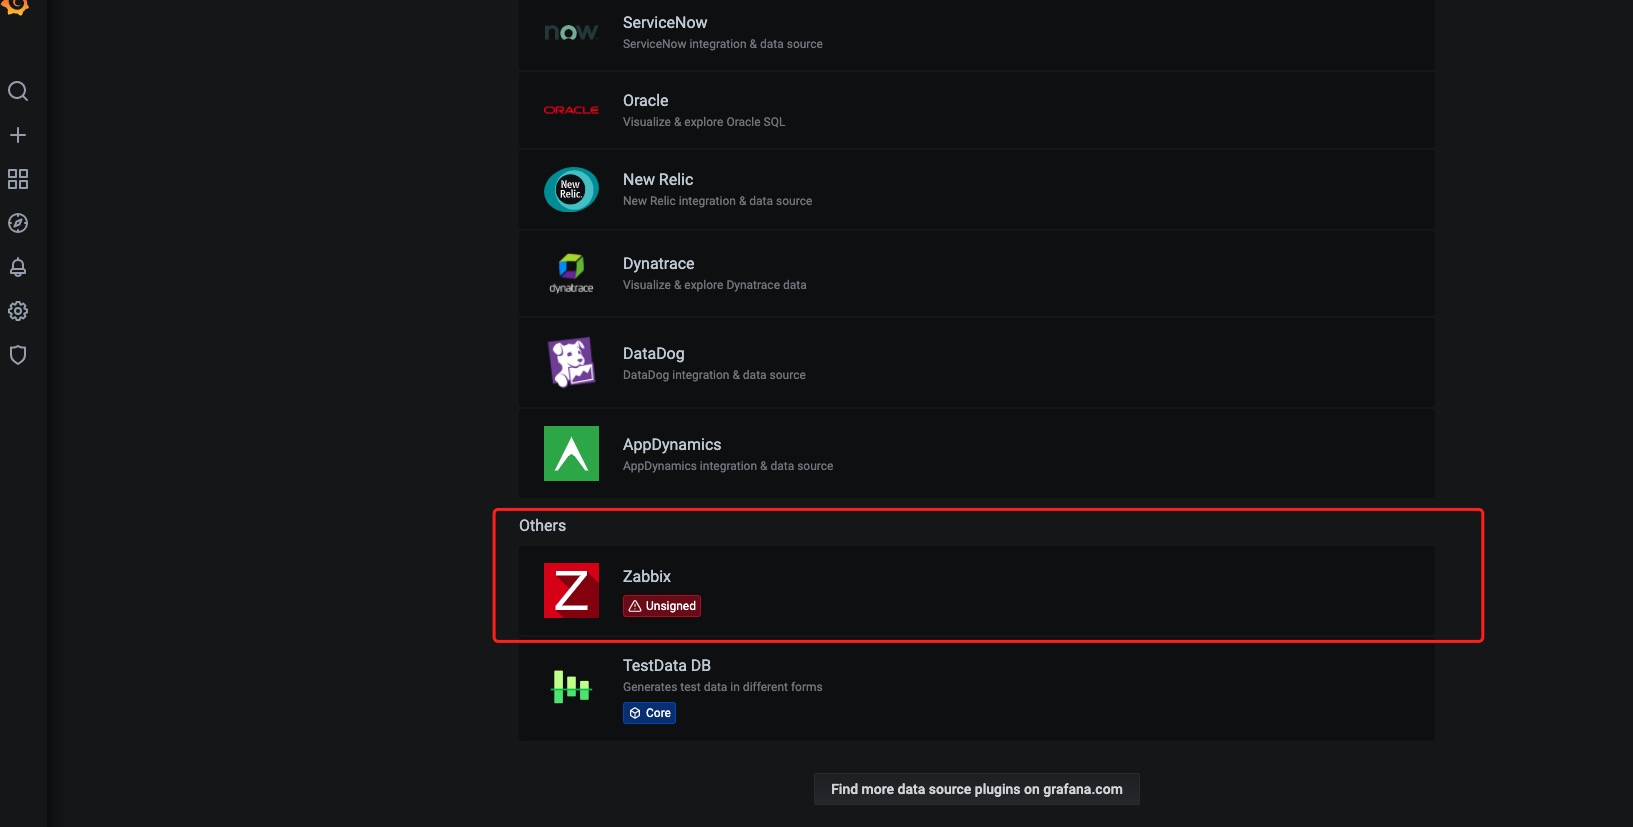 now
ServiceNow
ServiceNow integration & data source
ORACLE
Oracle
Visualize & explore Oracle SQL
New
Relic.
New Relic
New Relic integration & data source
dynatrace
Dynatrace
Visualize & explore Dynatrace data
DataDog
DataDog integration & data source
AppDynamics
AppDynamics integration & data source
Others
Z
Zabbix
Unsigned
TestData DB
Generates test data in different forms
Core
Find more data source plugins on grafana.com